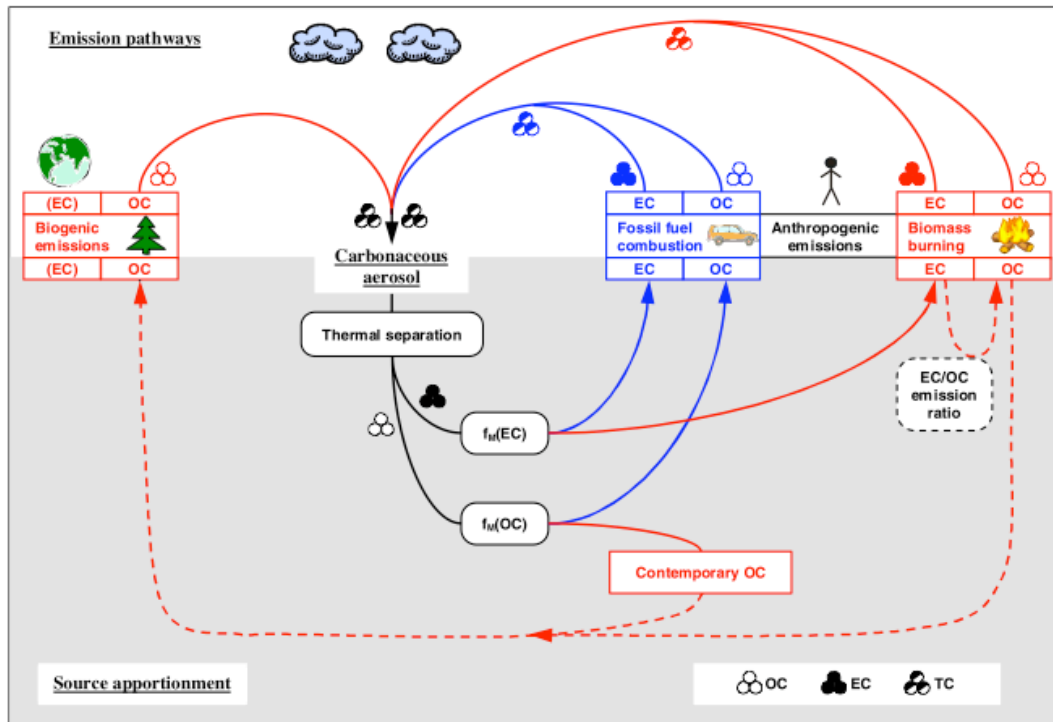 Emission pathways
(EC) OC
Biogenic
emissions
(EC) OC
Carbonaceous
aerosol
EC OC
Fossil fuel
combustion
EC OC
Anthropogenic
emissions
EC OC
Biomass
burning
EC OC
Thermal separation
EC/OC
emission
ratio
fM(EC)
fM(OC)
Contemporary OC
Source apportionment
OC EC TC